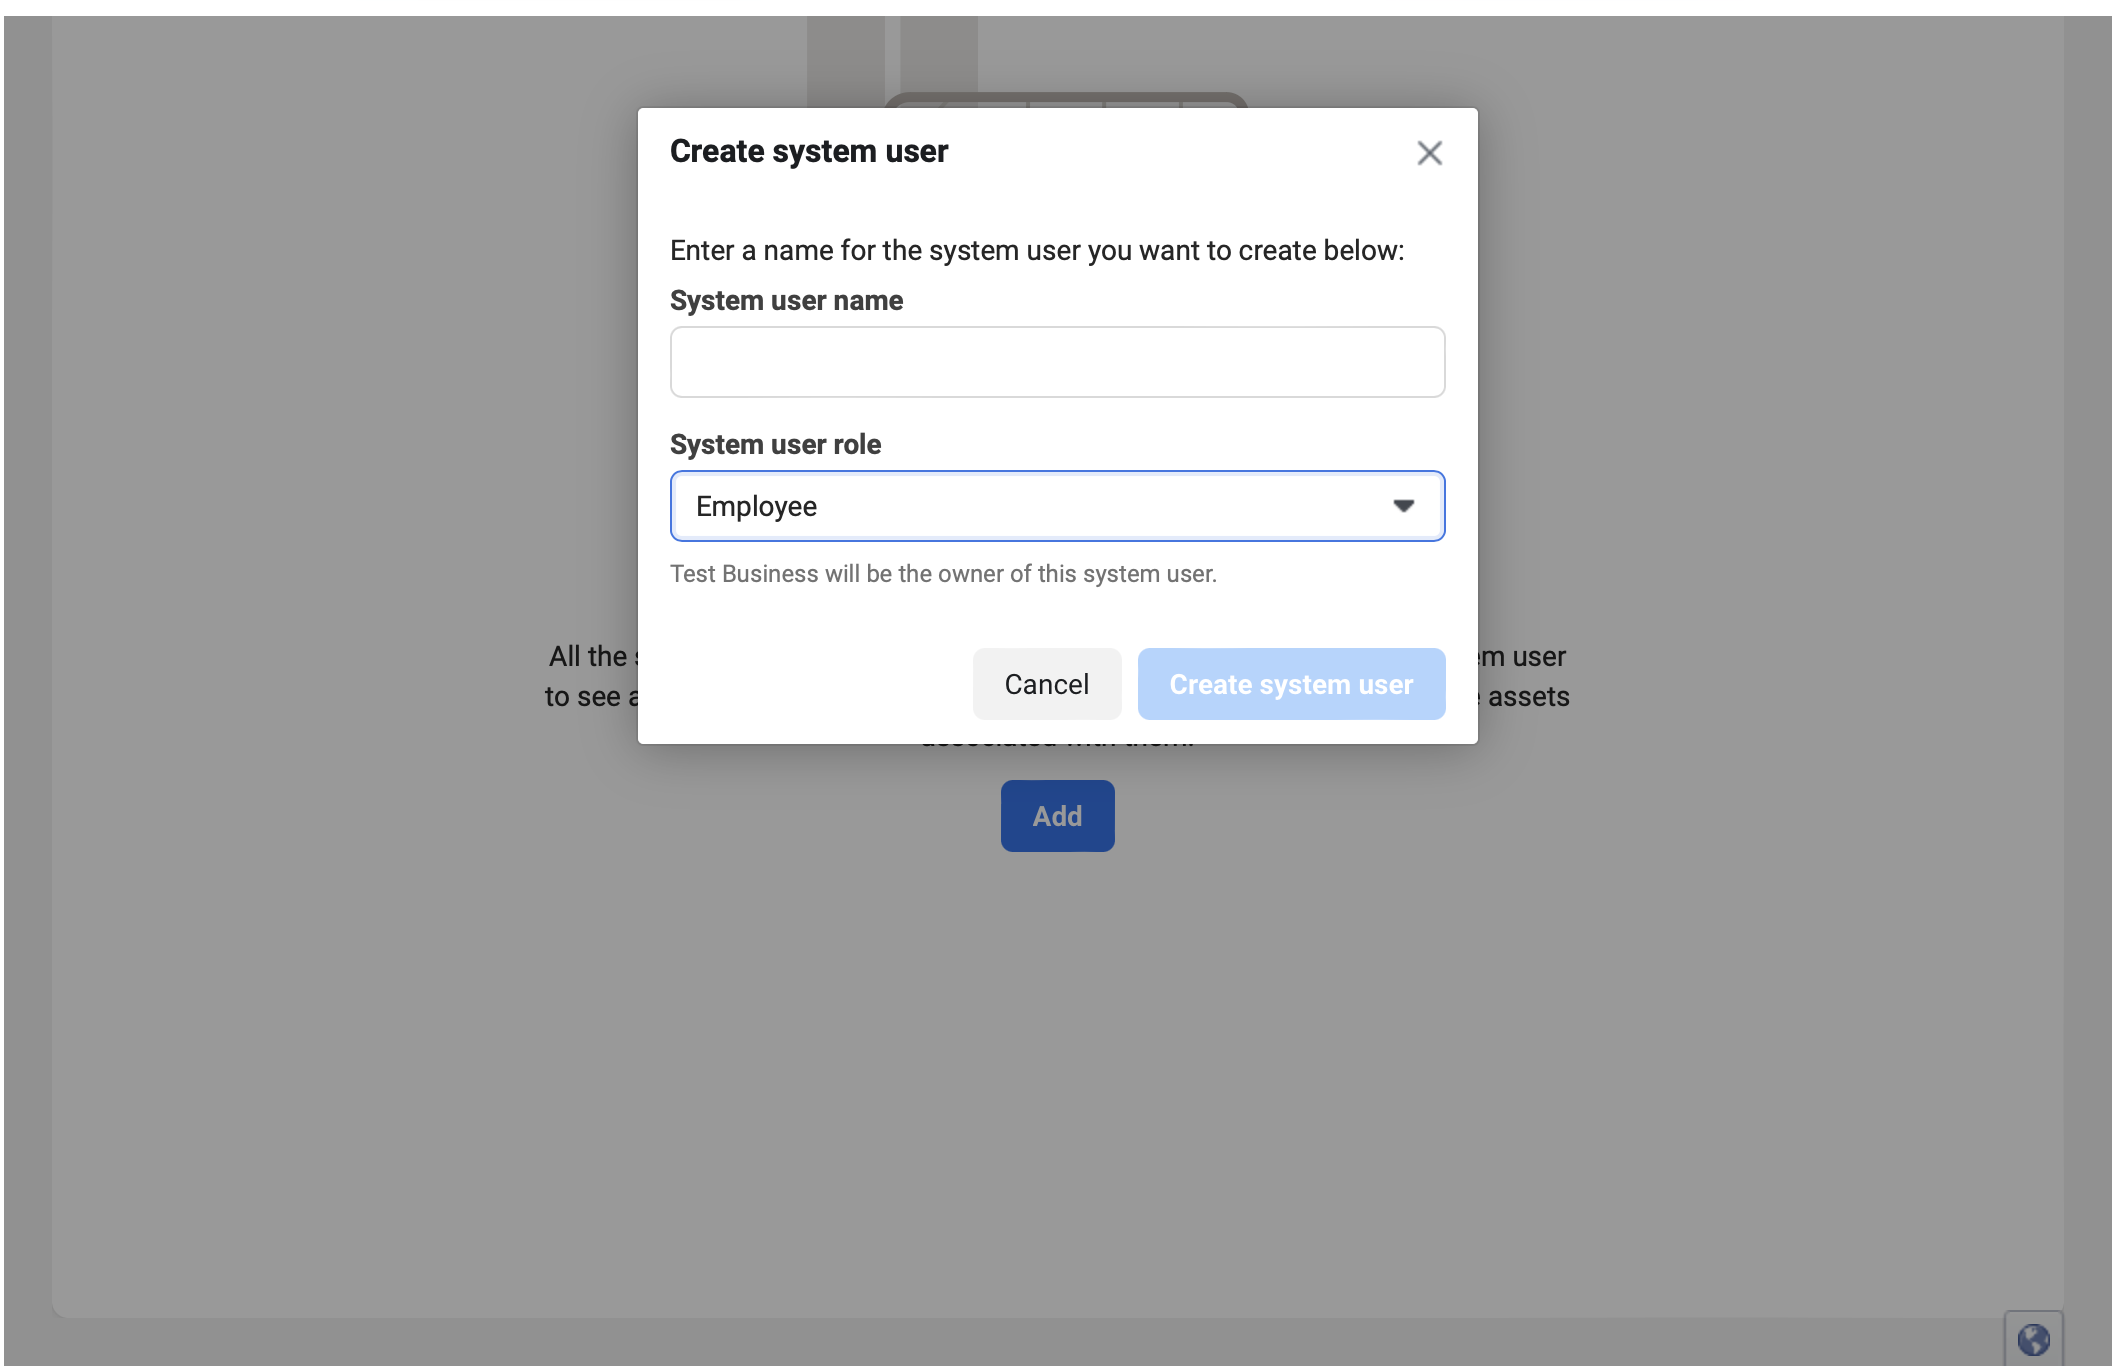 Create system user
Enter a name for the system user you want to create below:
System user name
System user role
Employee
Test Business will be the owner of this system user.
Cancel
Create system user
All the
user
to see
assets
Add